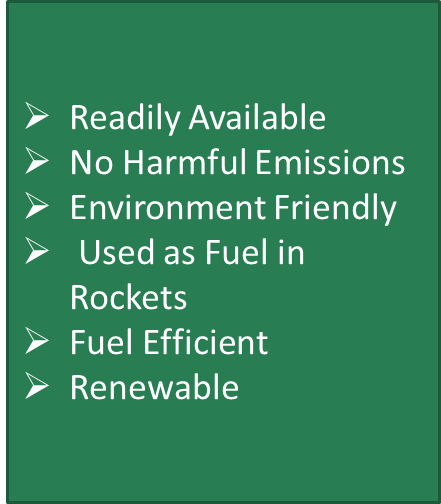 ➢ Readily Available
➢ No Harmful Emissions
➢ Environment Friendly
➢ Used as Fuel in
Rockets
➢ Fuel Efficient
➢ Renewable